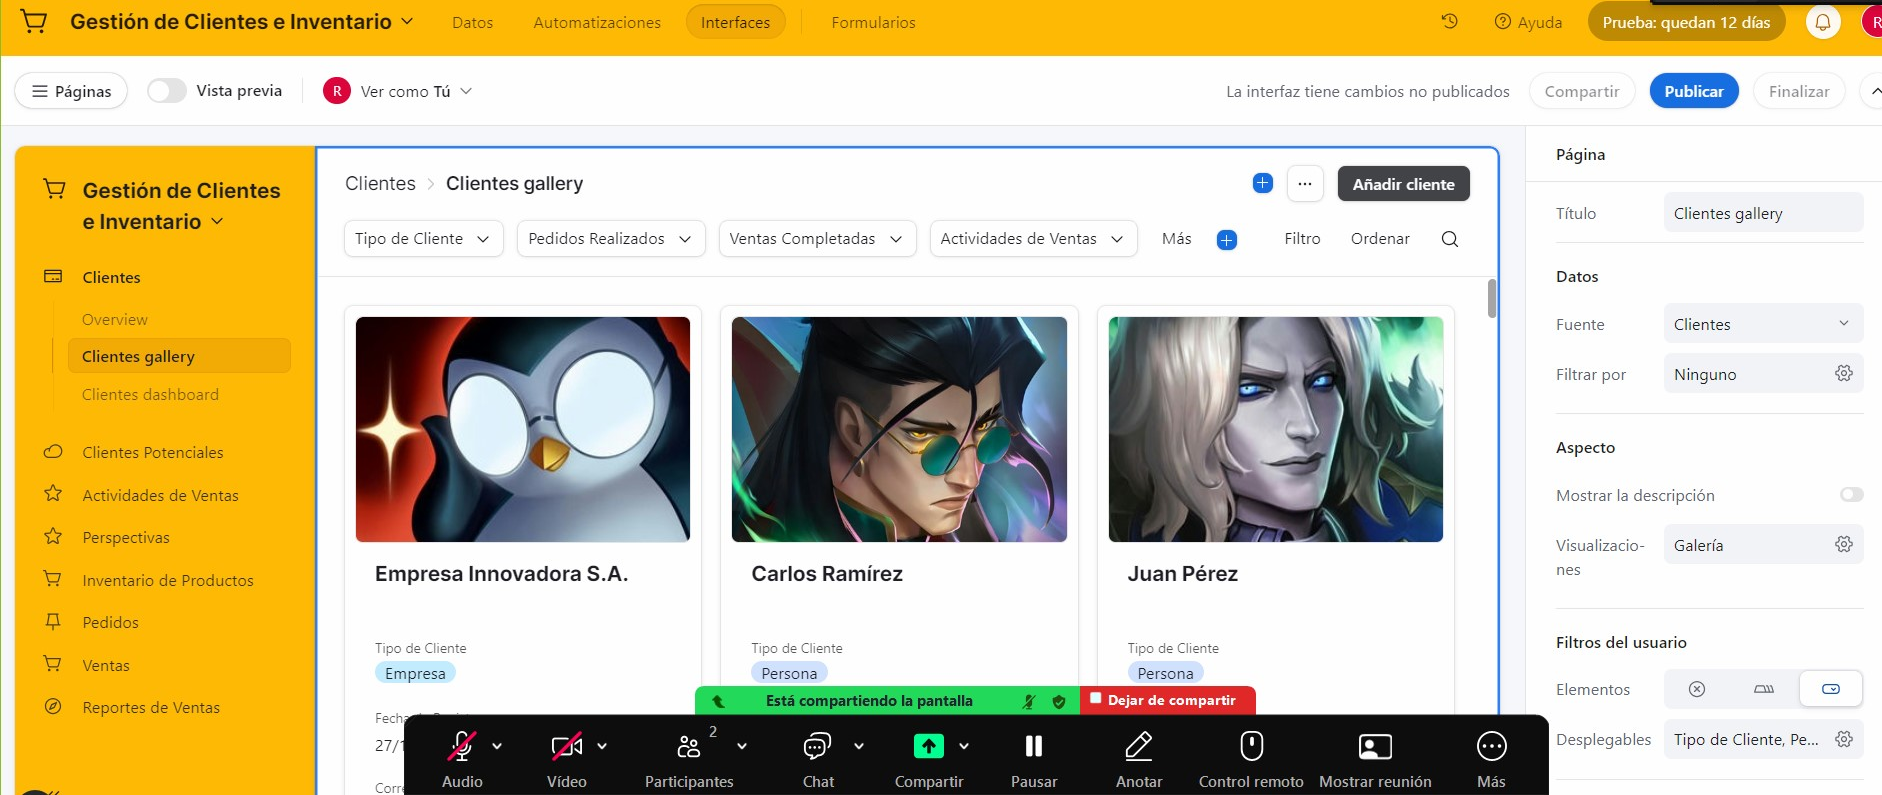 Gestión de Clientes e Inventario
Datos
Automatizaciones
Interfaces
Formularios
Ayuda
Prueba: quedan 12 días
R
Páginas
Vista previa
R
Ver como Tú
La interfaz tiene cambios no publicados
Compartir
Publicar
Finalizar
Gestión de Clientes
e Inventario
Clientes
Overview
Clientes gallery
Clientes dashboard
Clientes Potenciales
Actividades de Ventas
Perspectivas
Inventario de Productos
Pedidos
Ventas
Reportes de Ventas
Clientes > Clientes gallery
Añadir cliente
Tipo de Cliente
Pedidos Realizados
Ventas Completadas
Actividades de Ventas
Más
Filtro
Ordenar
Empresa Innovadora S.A.
Tipo de Cliente
Empresa
27/1
Corre
Carlos Ramírez
Tipo de Cliente
Persona
Juan Pérez
Tipo de Cliente
Persona
Página
Título
Clientes gallery
Datos
Fuente
Clientes
Filtrar por
Ninguno
Aspecto
Mostrar la descripción
Visualizacio-
nes
Galería
Filtros del usuario
Elementos
Desplegables
Tipo de Cliente, Pe...
Está compartiendo la pantalla
Dejar de compartir
Audio
Vídeo
2
Participantes
Chat
Compartir
Pausar
Anotar
Control remoto
Mostrar reunión
Más